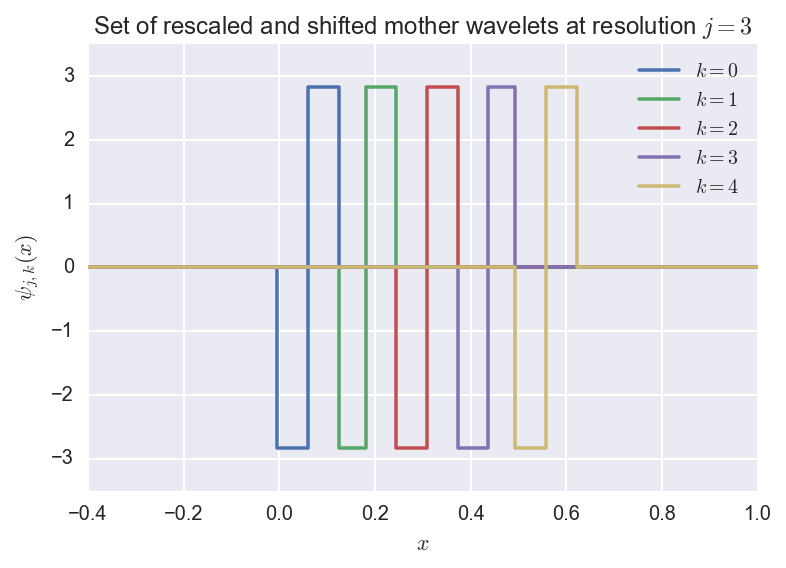 Set of rescaled and shifted mother wavelets at resolution j = 3
3
2
1
0
−1
−2
−3
ψj,k(x)
k = 0
k = 1
k = 2
k = 3
k = 4
−0.4 −0.2 0.0 0.2 0.4 0.6 0.8 1.0
x